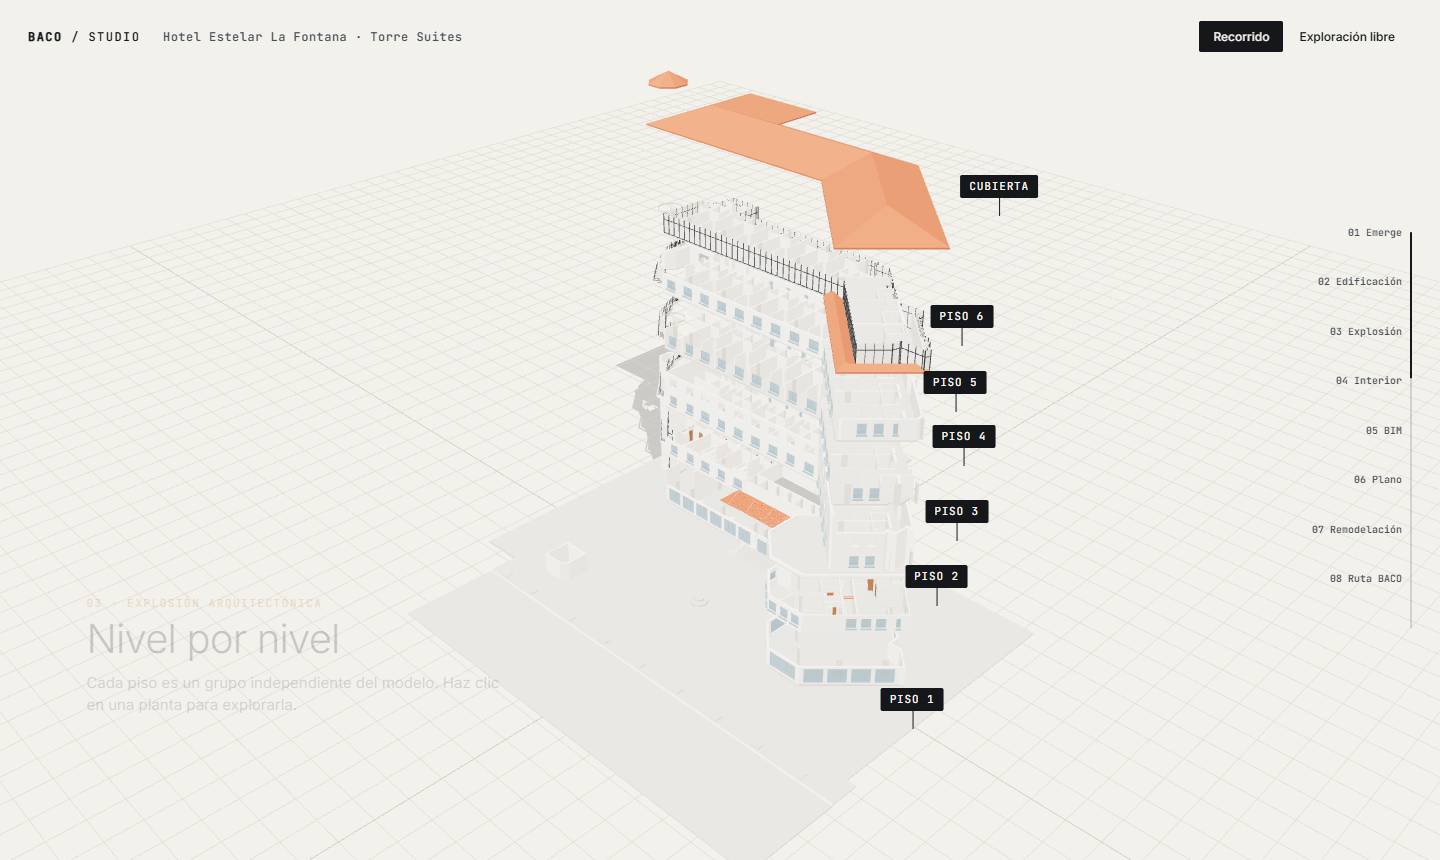 BACO / STUDIO Hotel Estelar La Fontana · Torre Suites
Recorrido
Exploración libre
CUBIERTA
PISO 6
PISO 5
PISO 4
PISO 3
PISO 2
PISO 1
01 Emerge
02 Edificación
03 Explosión
04 Interior
05 BIM
06 Plano
07 Remodelación
08 Ruta BACO
03 · EXPLOSIÓN ARQUITECTÓNICA
Nivel por nivel
Cada piso es un grupo independiente del modelo. Haz clic
en una planta para explorarla.